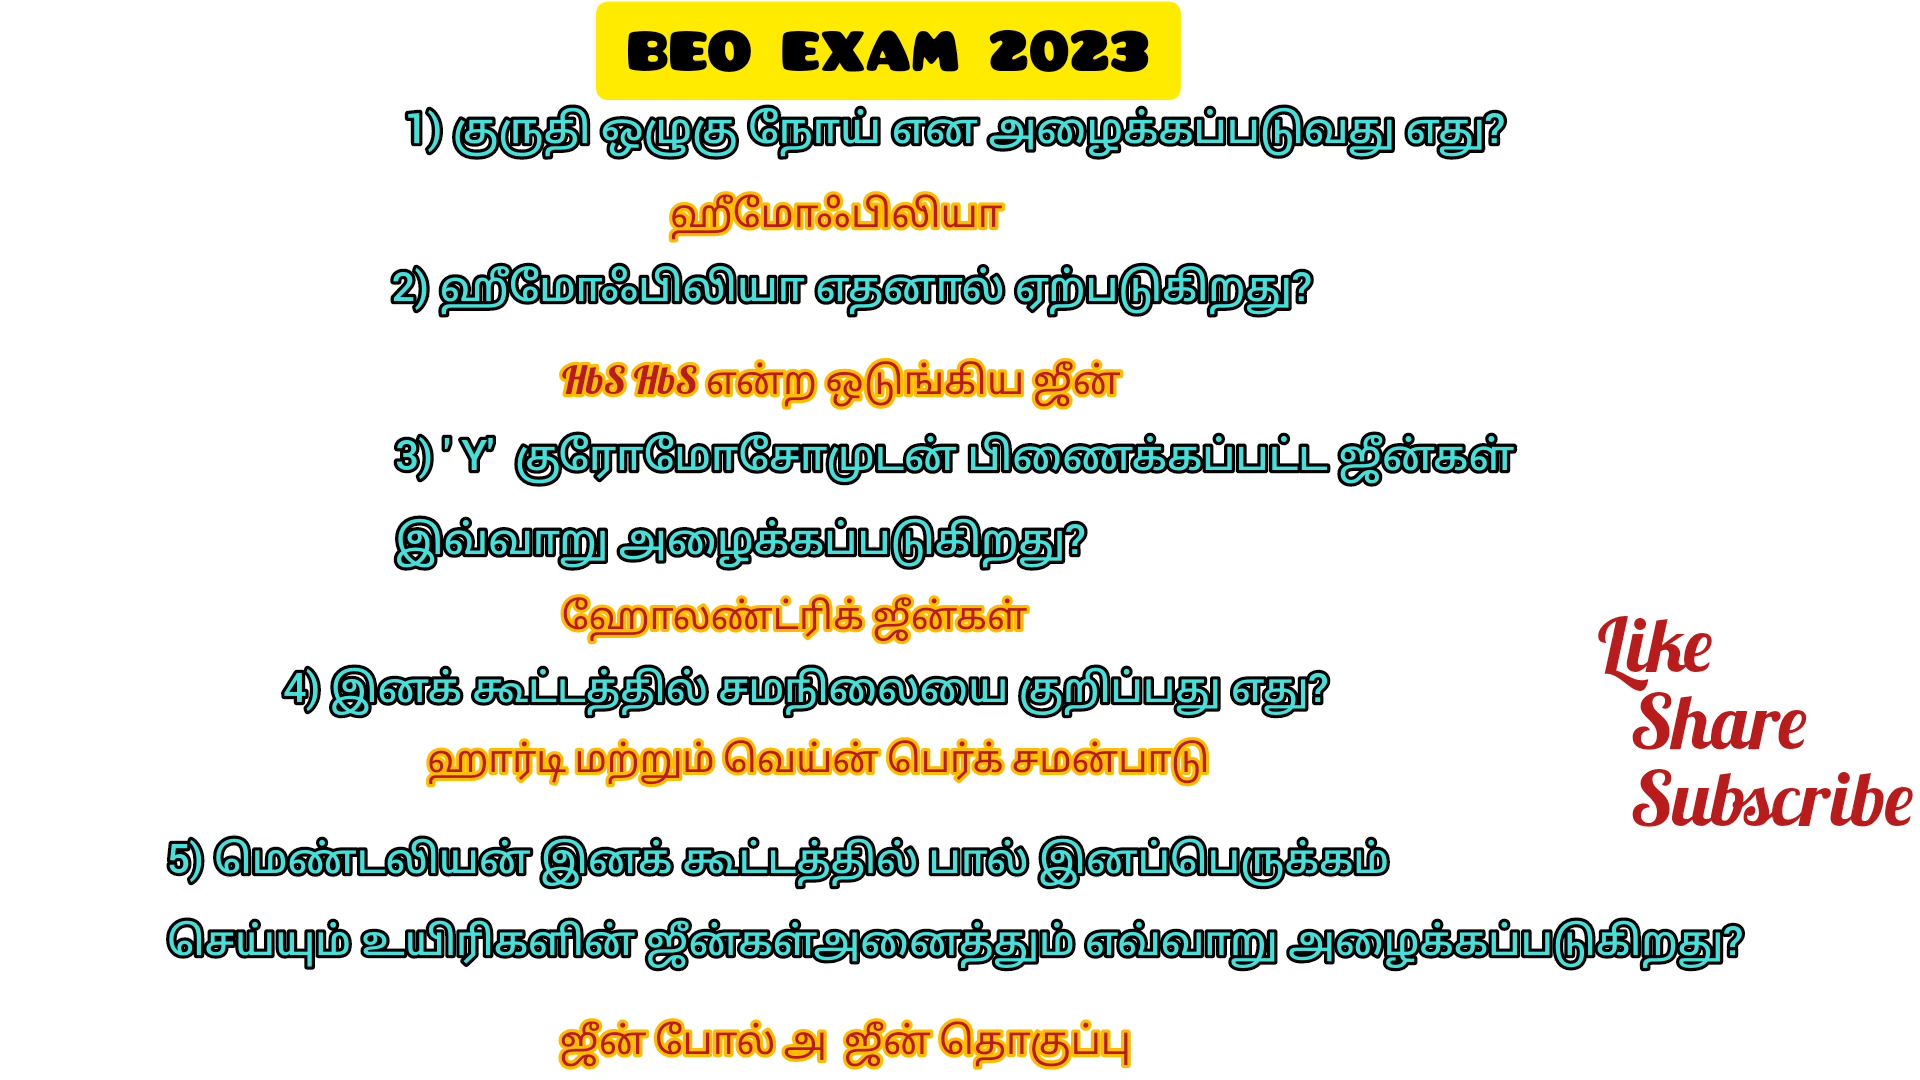 BEO EXAM 2023
1) குருதி ஒழுகு நோய் என அழைக்கப்படுவது எது?
ஹீமோஃபிலியா
2) ஹீமோஃபிலியா எதனால் ஏற்படுகிறது?
HbS HbS என்ற ஒடுங்கிய ஜீன்
3) ' Y' குரோமோசோமுடன் பிணைக்கப்பட்ட ஜீன்கள்
இவ்வாறு அழைக்கப்படுகிறது?
ஹோலண்ட்ரிக் ஜீன்கள்
4) இனக் கூட்டத்தில் சமநிலையை குறிப்பது எது?
ஹார்டி மற்றும் வெய்ன் பெர்க் சமன்பாடு
5) மெண்டலியன் இனக் கூட்டத்தில் பால் இனப்பெருக்கம்
செய்யும் உயிரிகளின் ஜீன்கள்அனைத்தும் எவ்வாறு அழைக்கப்படுகிறது?
ஜீன் போல் அ ஜீன் தொகுப்பு
Like
Share
Subscribe